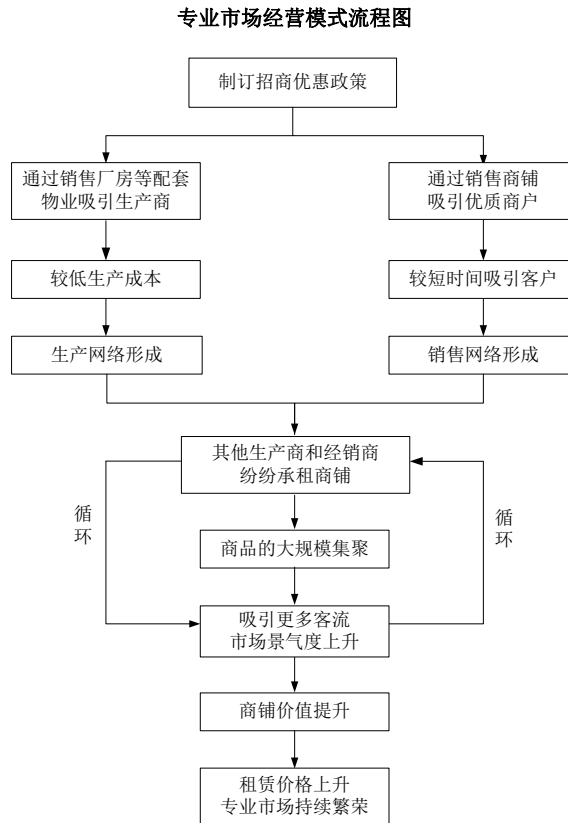 专业市场经营模式流程图
制订招商优惠政策
通过销售厂房等配套
物业吸引生产商
通过销售商铺
吸引优质商户
较低生产成本
较短时间吸引客户
生产网络形成
销售网络形成
其他生产商和经销商
纷纷承租商铺
循
环
循
环
商品的大规模集聚
吸引更多客流
市场景气度上升
商铺价值提升
租赁价格上升
专业市场持续繁荣